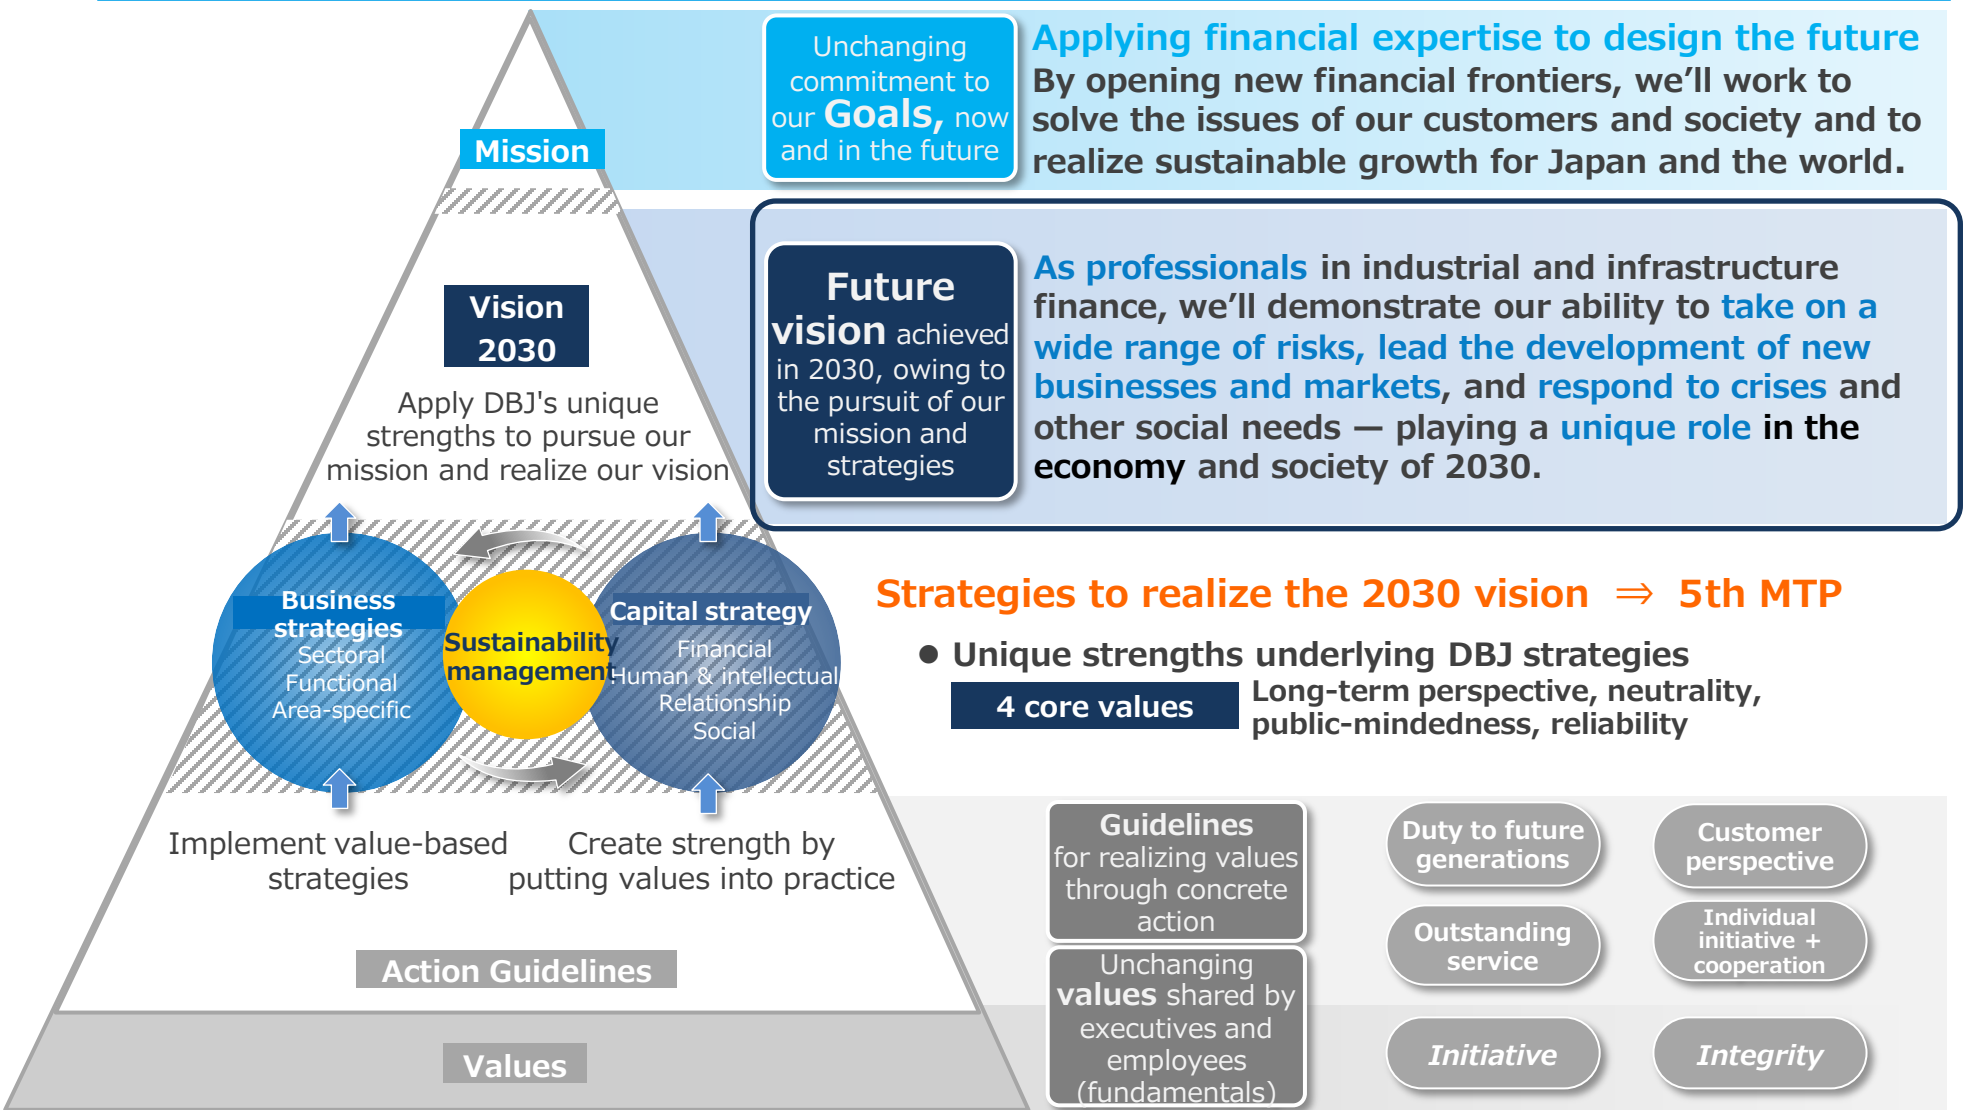 Unchanging
commitment to
our Goals, now
and in the future
Applying financial expertise to design the future
By opening new financial frontiers, we’ll work to
solve the issues of our customers and society and to
realize sustainable growth for Japan and the world.
Mission
Vision
2030
Apply DBJ's unique
strengths to pursue our
mission and realize our vision
Future
vision achieved
in 2030, owing to
the pursuit of our
mission and
strategies
As professionals in industrial and infrastructure
finance, we’ll demonstrate our ability to take on a
wide range of risks, lead the development of new
businesses and markets, and respond to crises and
other social needs — playing a unique role in the
economy and society of 2030.
Business
strategies
Sectoral
Functional
Area-specific
Sustainability
management
Capital strategy
Financial
Human & intellectual
Relationship
Social
Strategies to realize the 2030 vision ⇒ 5th MTP
● Unique strengths underlying DBJ strategies
4 core values
Long-term perspective, neutrality,
public-mindedness, reliability
Implement value-based
strategies
Create strength by
putting values into practice
Action Guidelines
Guidelines
for realizing values
through concrete
action
Duty to future
generations
Customer
perspective
Outstanding
service
Individual
initiative +
cooperation
Values
Unchanging
values shared by
executives and
employees
(fundamentals)
Initiative
Integrity